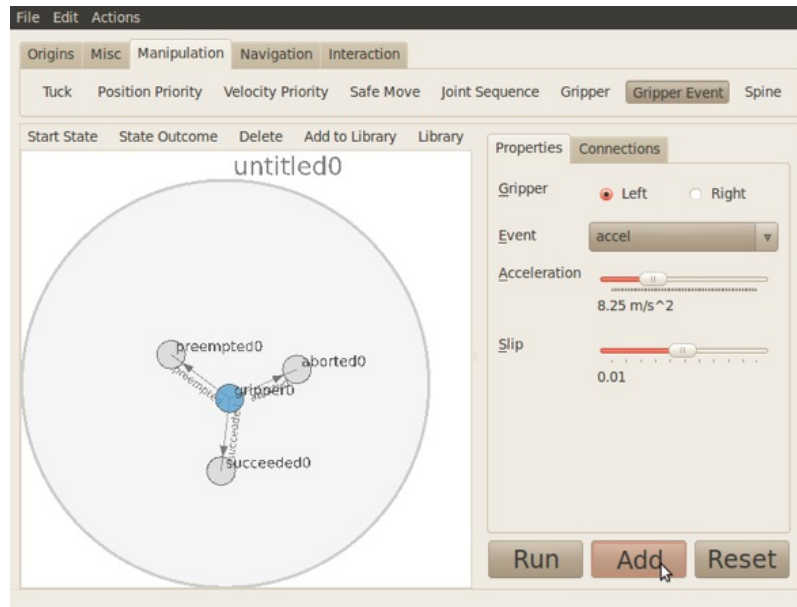 File Edit Actions
Origins Misc Manipulation Navigation Interaction
Tuck Position Priority Velocity Priority Safe Move Joint Sequence Gripper Gripper Event Spine
Start State State Outcome Delete Add to Library Library
Properties Connections
untitled0
Gripper Left Right
Event accel
Acceleration
8.25 m/s^2
Slip
0.01
preempted0
aborted0
preempte
gripper0
succeede
succeeded0
Run Add Reset